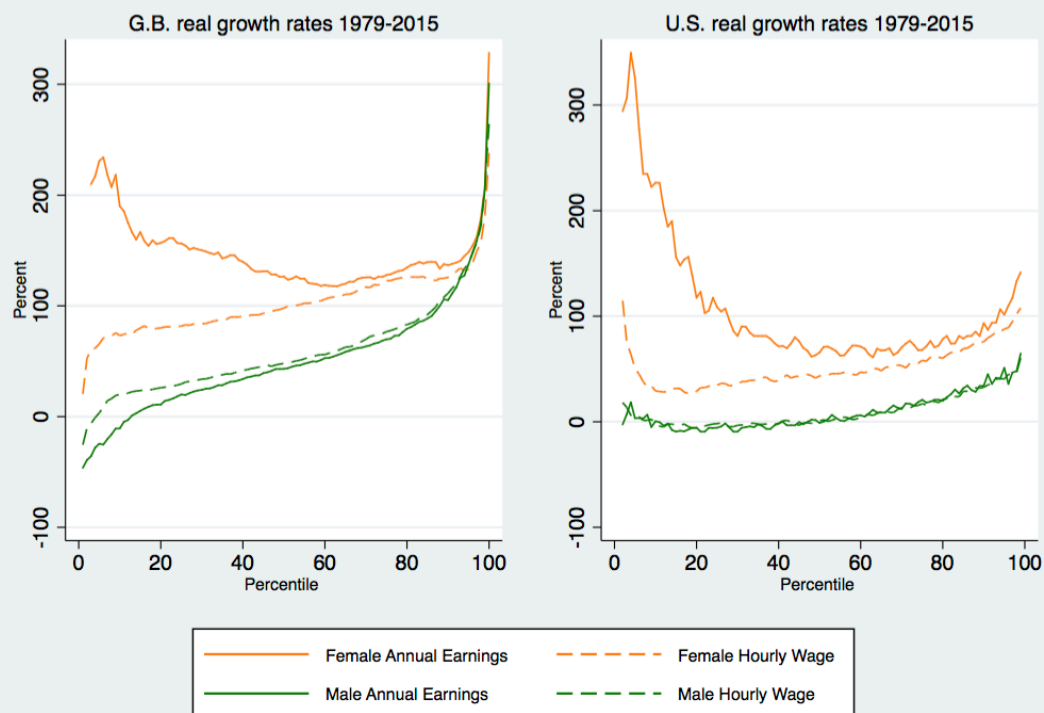 G.B. real growth rates 1979-2015
Percent
300
200
100
0
-100
0 20 40 60 80 100
Percentile
U.S. real growth rates 1979-2015
Percent
300
200
100
0
-100
0 20 40 60 80 100
Percentile
Female Annual Earnings Female Hourly Wage
Male Annual Earnings Male Hourly Wage